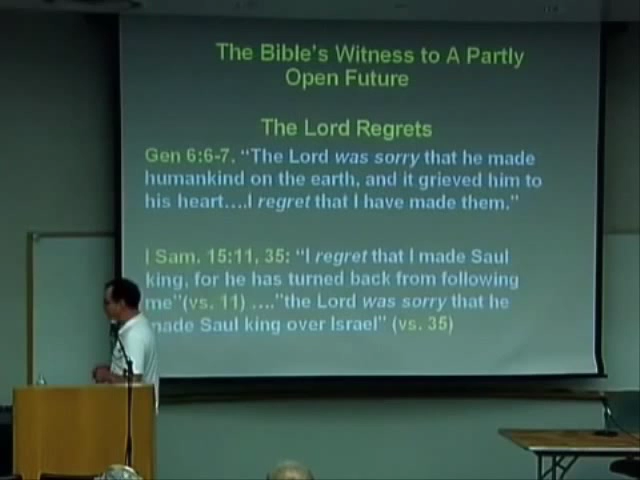 The Bible's Witness to A Partly
Open Future
The Lord Regrets
Gen 6:6-7. "The Lord was sorry that he made
humankind on the earth, and it grieved him to
his heart....I regret that I have made them."
I Sam. 15:11, 35: "I regret that I made Saul
king, for he has turned back from following
me"(vs. 11) ...."the Lord was sorry that he
made Saul king over Israel" (vs. 35)